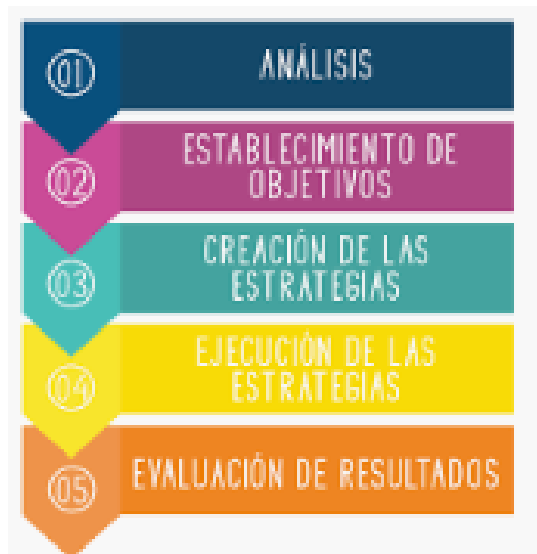 01
ANÁLISIS
02
ESTABLECIMIENTO DE
OBJETIVOS
03
CREACIÓN DE LAS
ESTRATEGIAS
04
EJECUCIÓN DE LAS
ESTRATEGIAS
05
EVALUACIÓN DE RESULTADOS